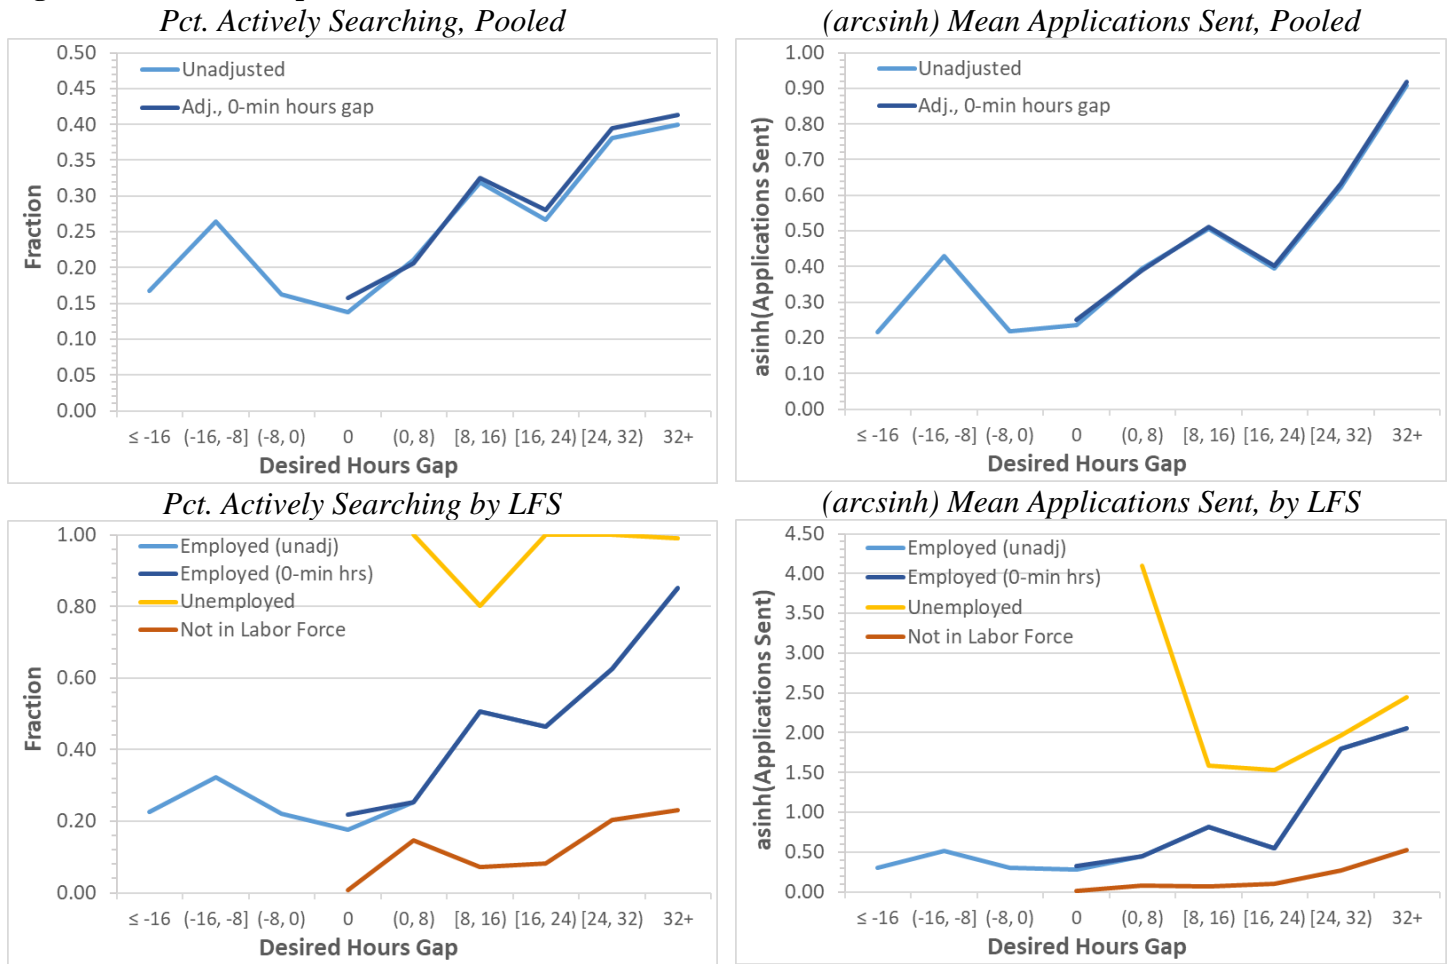 Pct. Actively Searching, Pooled
0.50
0.45
0.40
0.35
0.30
0.25
0.20
0.15
0.10
0.05
0.00
Fraction
Unadjusted
Adj., 0-min hours gap
≤ -16 (-16, -8] (-8, 0) 0 (0, 8) [8, 16) [16, 24) [24, 32) 32+
Desired Hours Gap
(arcsinh) Mean Applications Sent, Pooled
1.00
0.90
0.80
0.70
0.60
0.50
0.40
0.30
0.20
0.10
0.00
asinh(Applications Sent)
Unadjusted
Adj., 0-min hours gap
≤ -16 (-16, -8] (-8, 0) 0 (0, 8) [8, 16) [16, 24) [24, 32) 32+
Desired Hours Gap
Pct. Actively Searching by LFS
1.00
0.80
0.60
0.40
0.20
0.00
Fraction
Employed (unadj)
Employed (0-min hrs)
Unemployed
Not in Labor Force
≤ -16 (-16, -8] (-8, 0) 0 (0, 8) [8, 16) [16, 24) [24, 32) 32+
Desired Hours Gap
(arcsinh) Mean Applications Sent, by LFS
4.50
4.00
3.50
3.00
2.50
2.00
1.50
1.00
0.50
0.00
asinh(Applications Sent)
Employed (unadj)
Employed (0-min hrs)
Unemployed
Not in Labor Force
≤ -16 (-16, -8] (-8, 0) 0 (0, 8) [8, 16) [16, 24) [24, 32) 32+
Desired Hours Gap